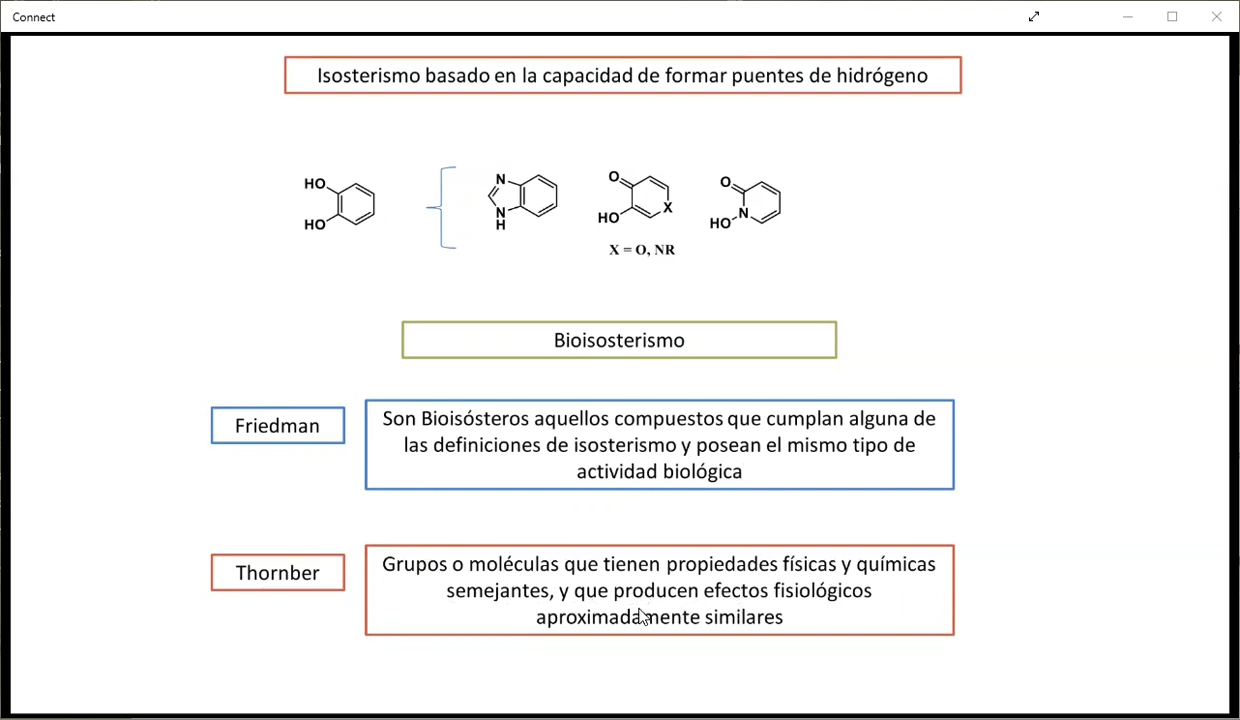 Connect
Isosterismo basado en la capacidad de formar puentes de hidrógeno
HO
HO
N
N
H
O
HO
X
X = O, NR
O
N
HO
Bioisosterismo
Friedman
Son Bioisósteros aquellos compuestos que cumplan alguna de
las definiciones de isosterismo y posean el mismo tipo de
actividad biológica
Thornber
Grupos o moléculas que tienen propiedades físicas y químicas
semejantes, y que producen efectos fisiológicos
aproximadamente similares